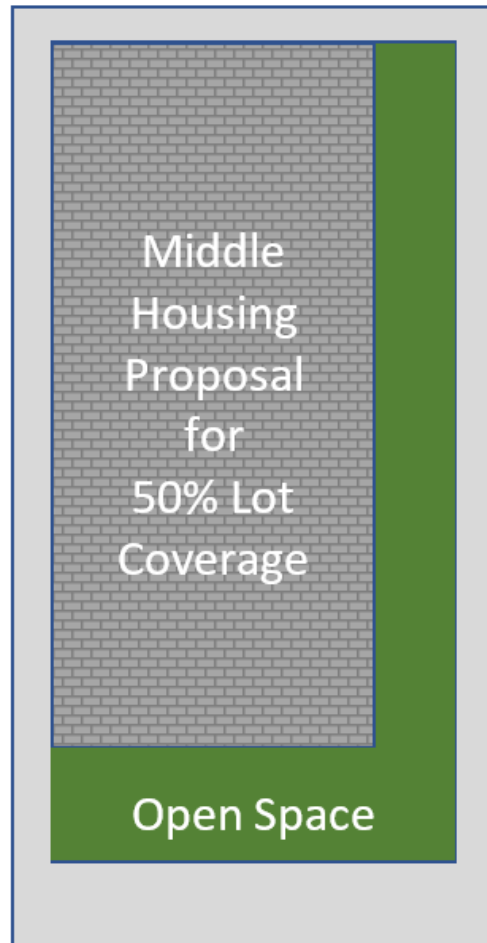 Middle
Housing
Proposal
for
50% Lot
Coverage
Open Space